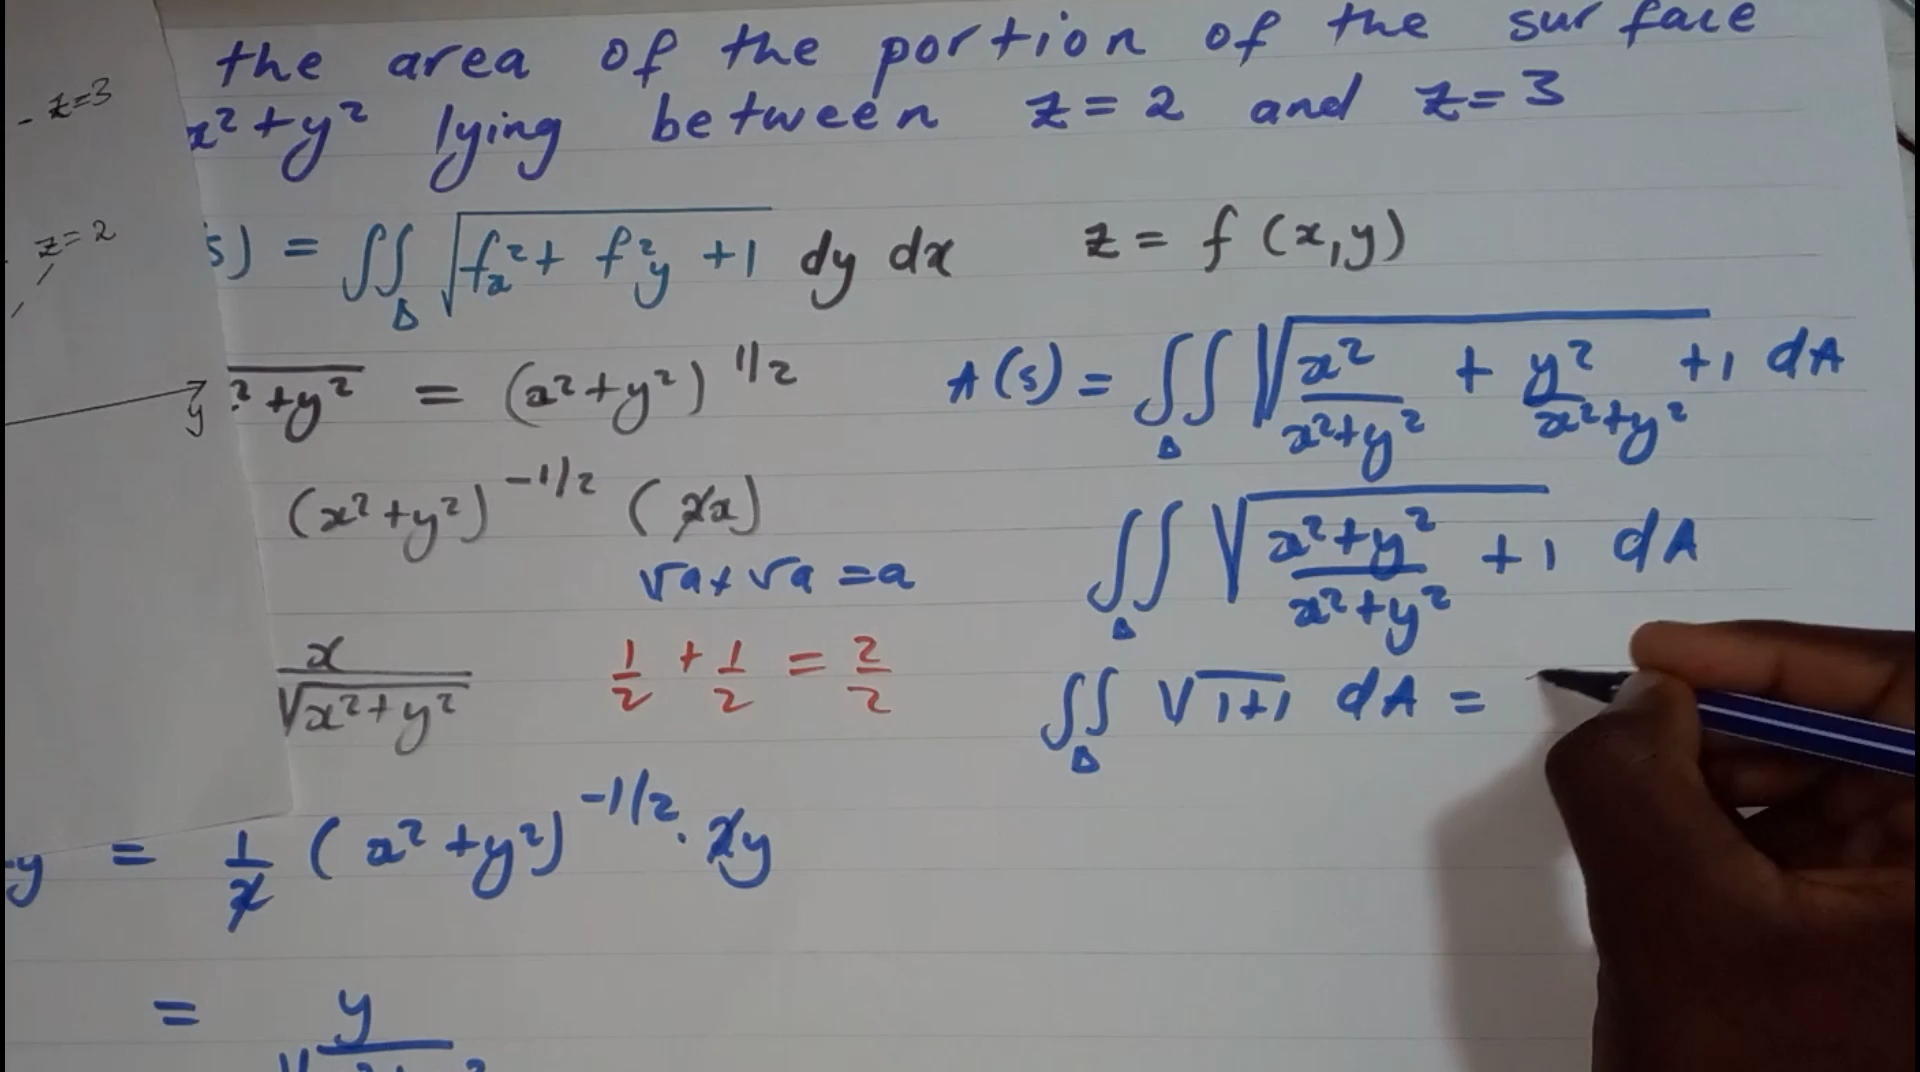 the area of the portion of the surface
x² + y² lying between z = 2 and z = 3
- z=3
z=2
s) = ∬_D √(f_x² + f²_y + 1) dy dx z = f (x,y)
y
√(x² + y²) = (x² + y²)^1/2 A(s) = ∬_D √(x²/(x²+y²) + y²/(x²+y²) + 1) dA
(x² + y²)^-1/2 (2x) ∬_D √((x²+y²)/(x²+y²) + 1) dA
√a × √a = a
x/√(x²+y²) 1/2 + 1/2 = 2/2 ∬_D √(1+1) dA =
y = 1/2 (x² + y²)^-1/2 . 2y
= y